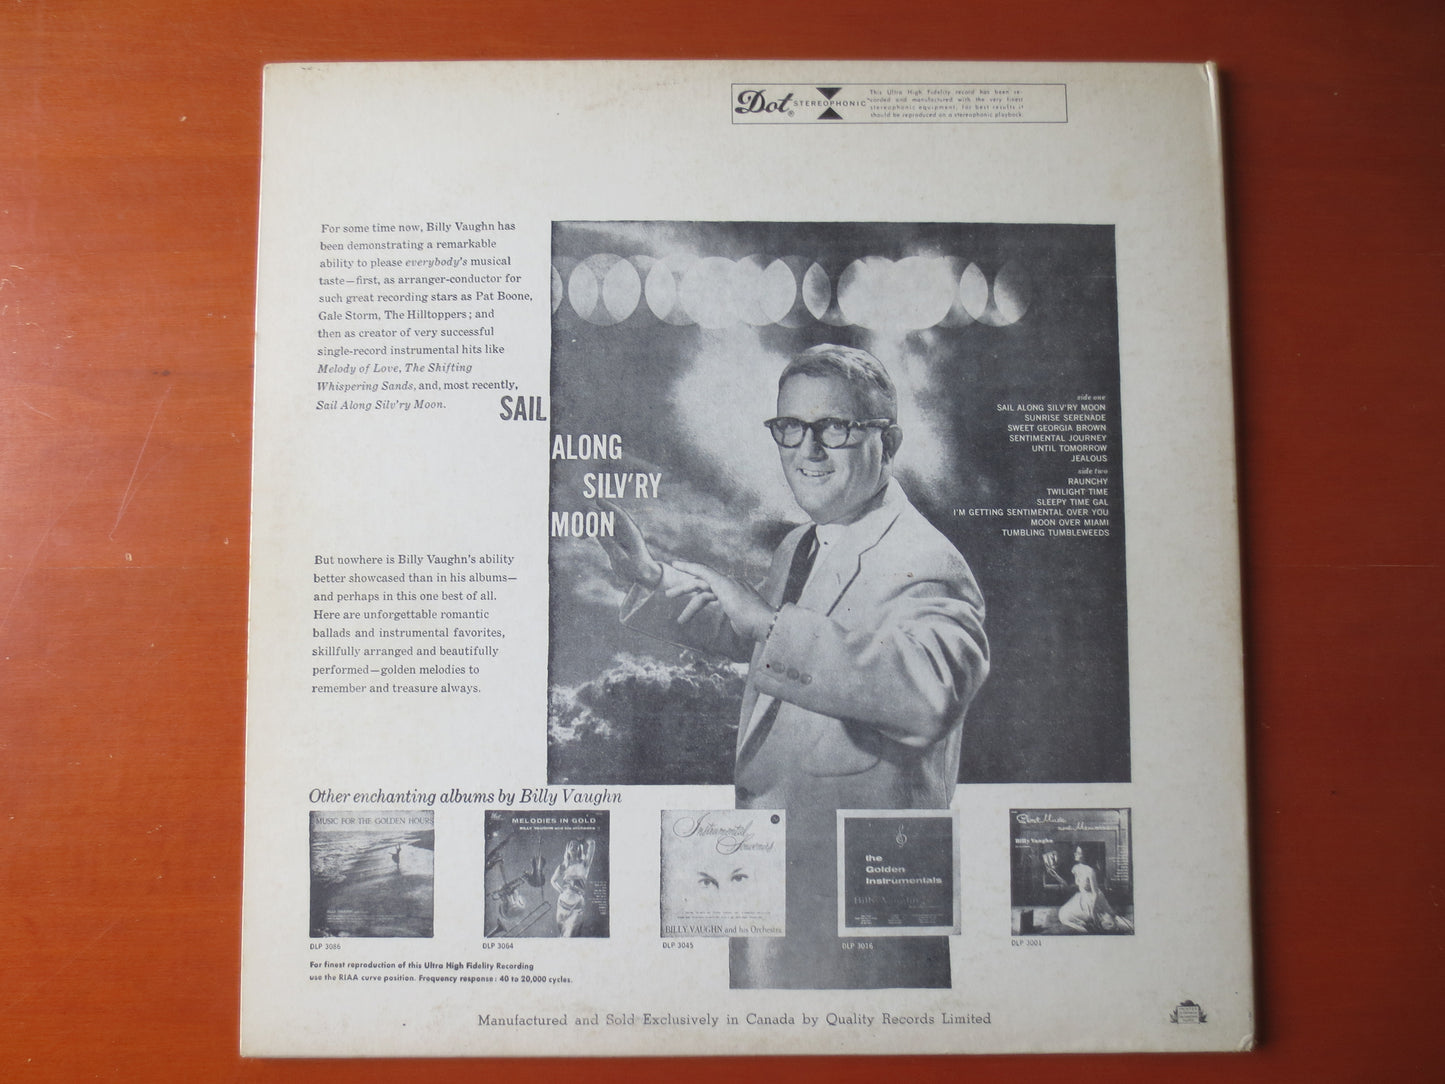 Dot
®
STEREOPHONIC
This Ultra High Fidelity record has been re-
corded and manufactured with the very finest
stereophonic equipment, for best results it
should be reproduced on a stereophonic playback.
For some time now, Billy Vaughn has
been demonstrating a remarkable
ability to please everybody's musical
taste—first, as arranger-conductor for
such great recording stars as Pat Boone,
Gale Storm, The Hilltoppers; and
then as creator of very successful
single-record instrumental hits like
Melody of Love, The Shifting
Whispering Sands, and, most recently,
Sail Along Silv'ry Moon.
SAIL
ALONG
SILV'RY
MOON
side one
SAIL ALONG SILV'RY MOON
SUNRISE SERENADE
SWEET GEORGIA BROWN
SENTIMENTAL JOURNEY
UNTIL TOMORROW
JEALOUS
side two
RAUNCHY
TWILIGHT TIME
SLEEPY TIME GAL
I'M GETTING SENTIMENTAL OVER YOU
MOON OVER MIAMI
TUMBLING TUMBLEWEEDS
But nowhere is Billy Vaughn's ability
better showcased than in his albums—
and perhaps in this one best of all.
Here are unforgettable romantic
ballads and instrumental favorites,
skillfully arranged and beautifully
performed—golden melodies to
remember and treasure always.
Other enchanting albums by Billy Vaughn
MUSIC FOR THE GOLDEN HOURS
DLP 3086
MELODIES IN GOLD
BILLY VAUGHN and his orchestra
DLP 3064
Instrumental
Souvenirs
BILLY VAUGHN and his Orchestra
DLP 3045
the
Golden
Instrumentals
Billy Vaughn
DLP 3016
Sweet Music
and Memories
Billy Vaughn
DLP 3001
For finest reproduction of this Ultra High Fidelity Recording
use the RIAA curve position. Frequency response: 40 to 20,000 cycles.
Manufactured and Sold Exclusively in Canada by Quality Records Limited